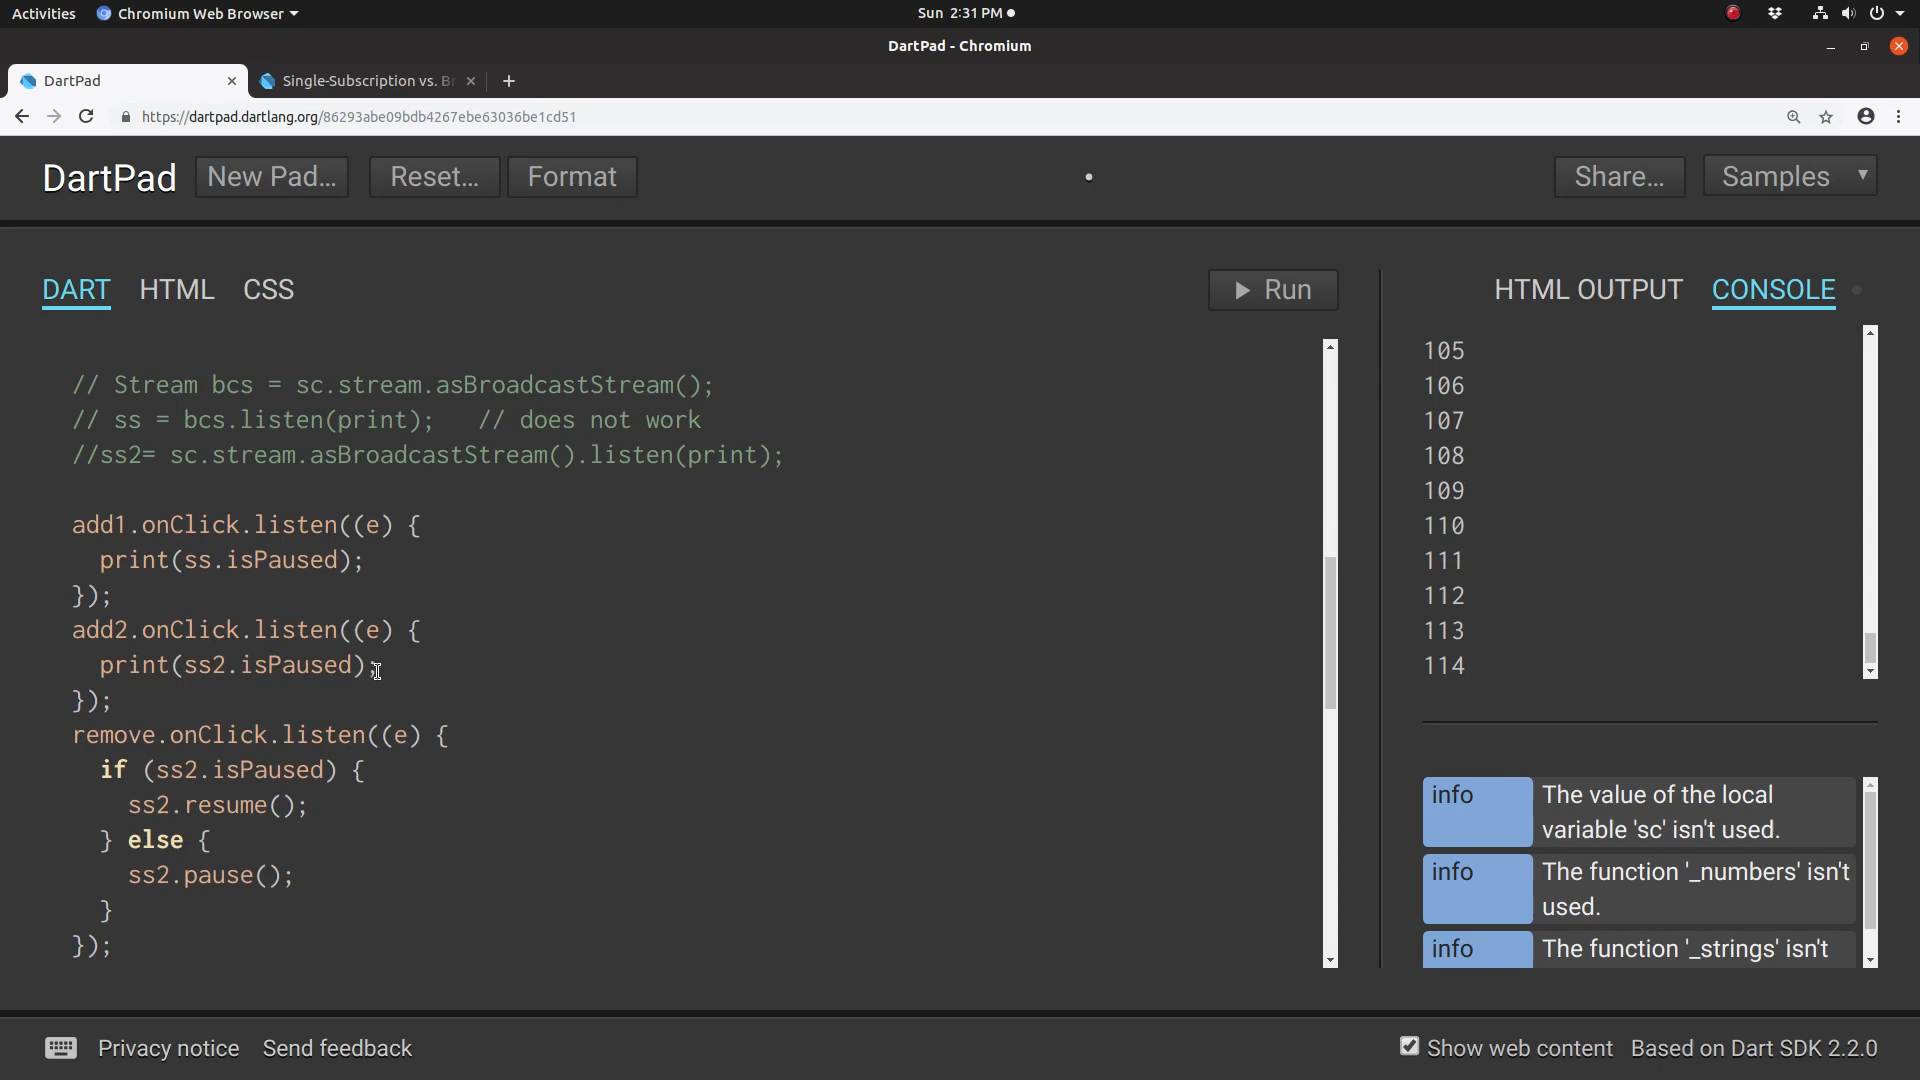 Activities Chromium Web Browser Sun 2:31 PM
DartPad - Chromium
DartPad Single-Subscription vs. Br
https://dartpad.dartlang.org/86293abe09bdb4267ebe63036be1cd51
DartPad New Pad... Reset... Format Share... Samples
DART HTML CSS Run HTML OUTPUT CONSOLE
// Stream bcs = sc.stream.asBroadcastStream();
// ss = bcs.listen(print);   // does not work
//ss2= sc.stream.asBroadcastStream().listen(print);
add1.onClick.listen((e) {
print(ss.isPaused);
});
add2.onClick.listen((e) {
print(ss2.isPaused);
});
remove.onClick.listen((e) {
if (ss2.isPaused) {
ss2.resume();
} else {
ss2.pause();
}
});
105
106
107
108
109
110
111
112
113
114
info The value of the local
variable 'sc' isn't used.
info The function '_numbers' isn't
used.
info The function '_strings' isn't
Privacy notice Send feedback Show web content Based on Dart SDK 2.2.0